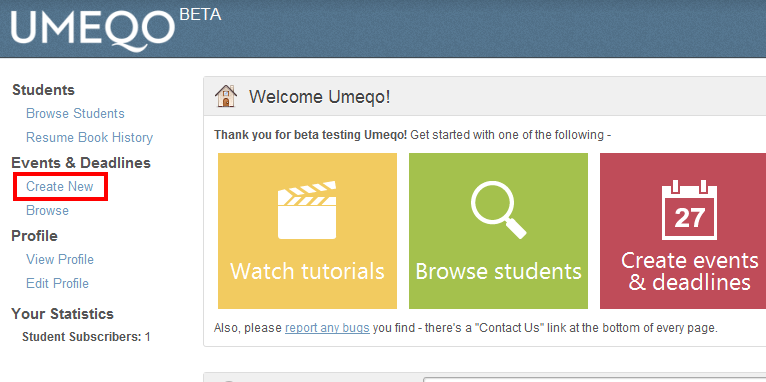 UMEQO BETA
Students
Browse Students
Resume Book History
Events & Deadlines
Create New
Browse
Profile
View Profile
Edit Profile
Your Statistics
Student Subscribers: 1
Welcome Umeqo!
Thank you for beta testing Umeqo! Get started with one of the following -
Watch tutorials
Browse students
27
Create events
& deadlines
Also, please report any bugs you find - there's a "Contact Us" link at the bottom of every page.